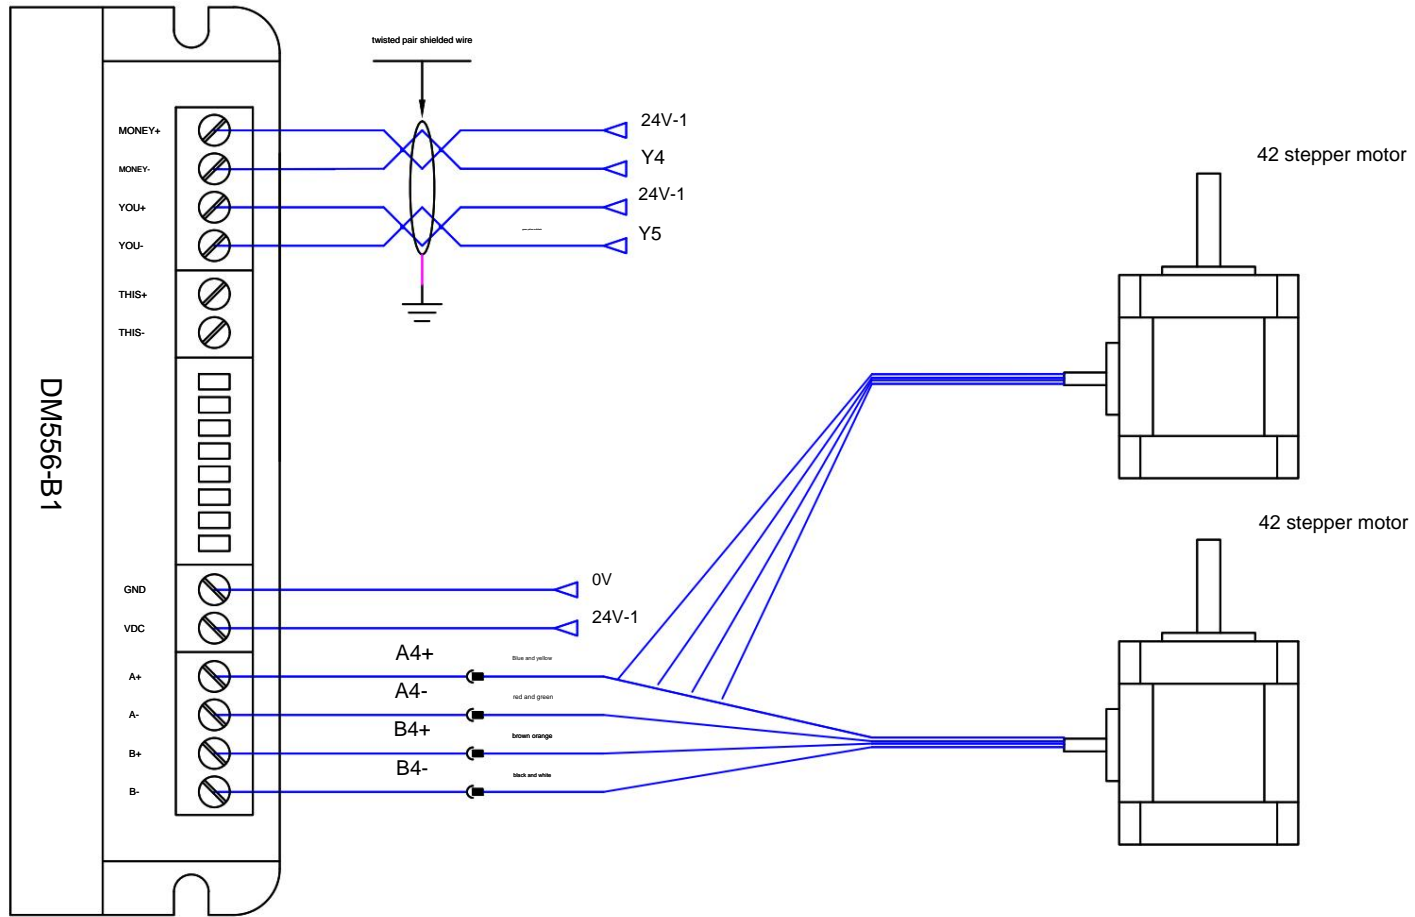 twisted pair shielded wire
MONEY+
24V-1
MONEY-
Y4
42 stepper motor
YOU+
24V-1
YOU-
Y5
THIS+
THIS-
DM556-B1
42 stepper motor
GND
0V
VDC
24V-1
A+
A4+
Blue and yellow
A-
A4-
red and green
B+
B4+
brown orange
B-
B4-
black and white